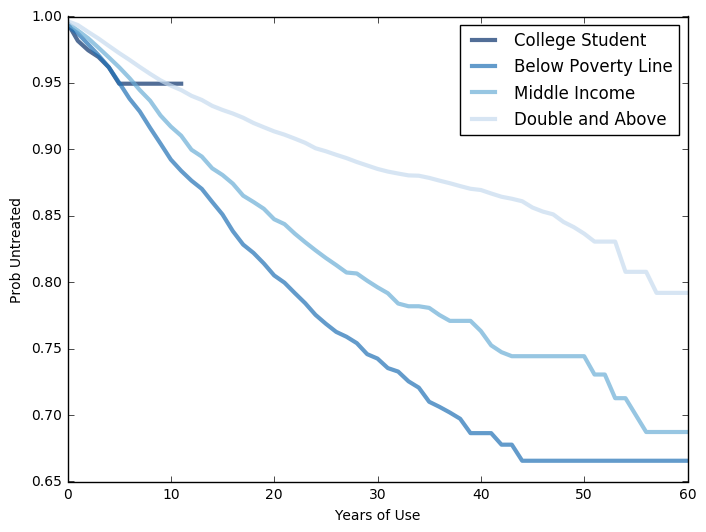 1.00
0.95
0.90
0.85
0.80
0.75
0.70
0.65
Prob Untreated
0
10
20
30
40
50
60
Years of Use
College Student
Below Poverty Line
Middle Income
Double and Above